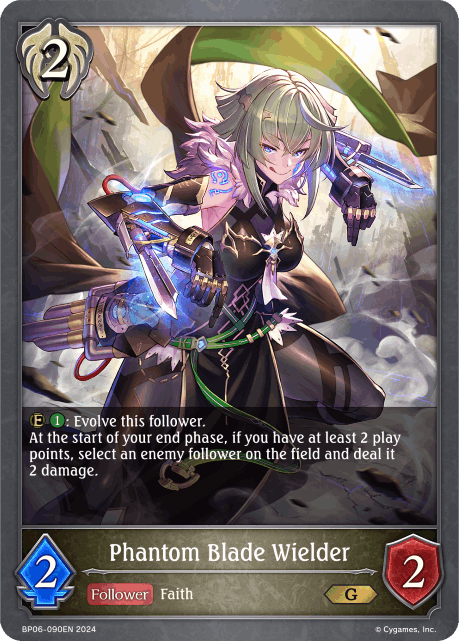 2
E 1: Evolve this follower.
At the start of your end phase, if you have at least 2 play
points, select an enemy follower on the field and deal it
2 damage.
Phantom Blade Wielder
2
2
Follower Faith
G
BP06-090EN 2024
© Cygames, Inc.